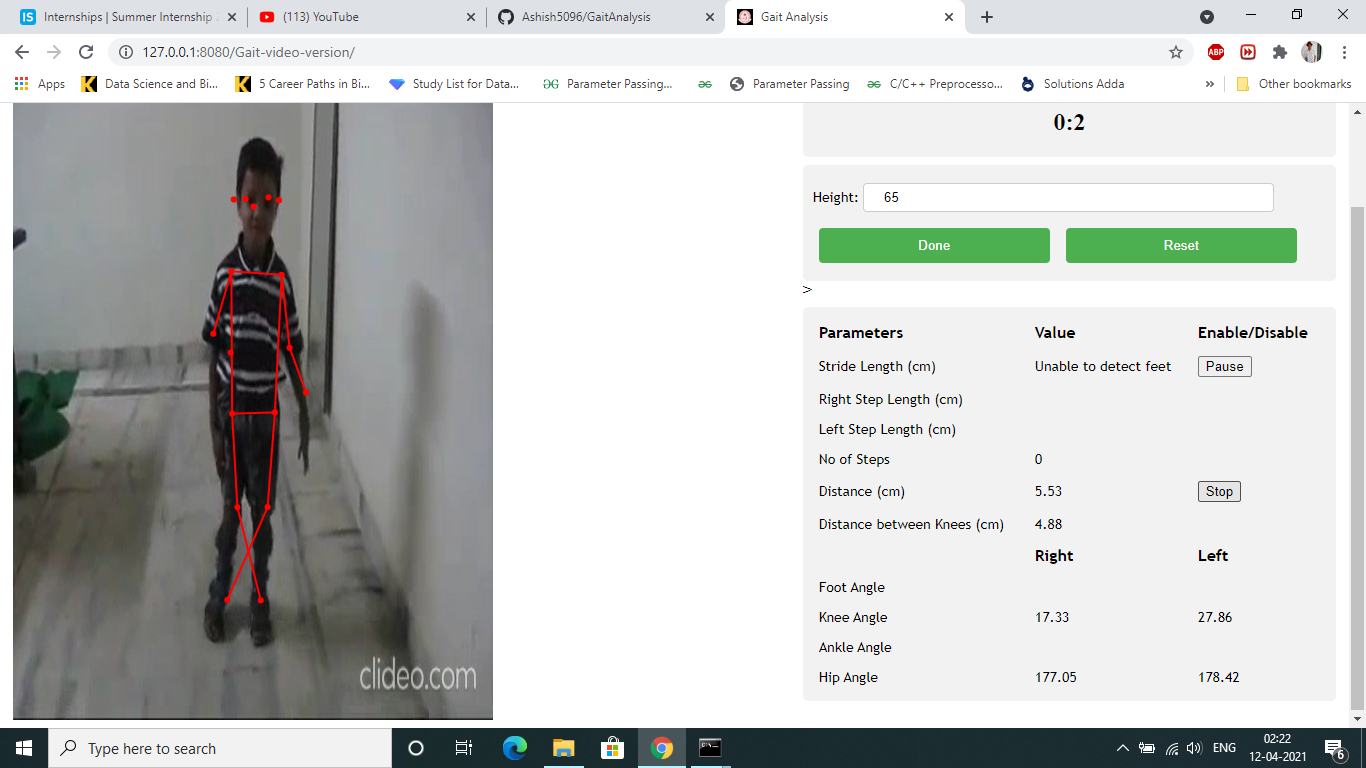 Internships | Summer Internship
(113) YouTube
Ashish5096/GaitAnalysis
Gait Analysis
127.0.0.1:8080/Gait-video-version/
ABP
Apps
Data Science and Bi...
5 Career Paths in Bi...
Study List for Data...
Parameter Passing...
Parameter Passing
C/C++ Preprocesso...
Solutions Adda
»
Other bookmarks
0:2
Height: 65
Done Reset
>
Parameters Value Enable/Disable
Stride Length (cm) Unable to detect feet Pause
Right Step Length (cm)
Left Step Length (cm)
No of Steps 0
Distance (cm) 5.53 Stop
Distance between Knees (cm) 4.88
Right Left
Foot Angle
Knee Angle 17.33 27.86
Ankle Angle
Hip Angle 177.05 178.42
clideo.com
Type here to search
ENG
02:22
12-04-2021
6